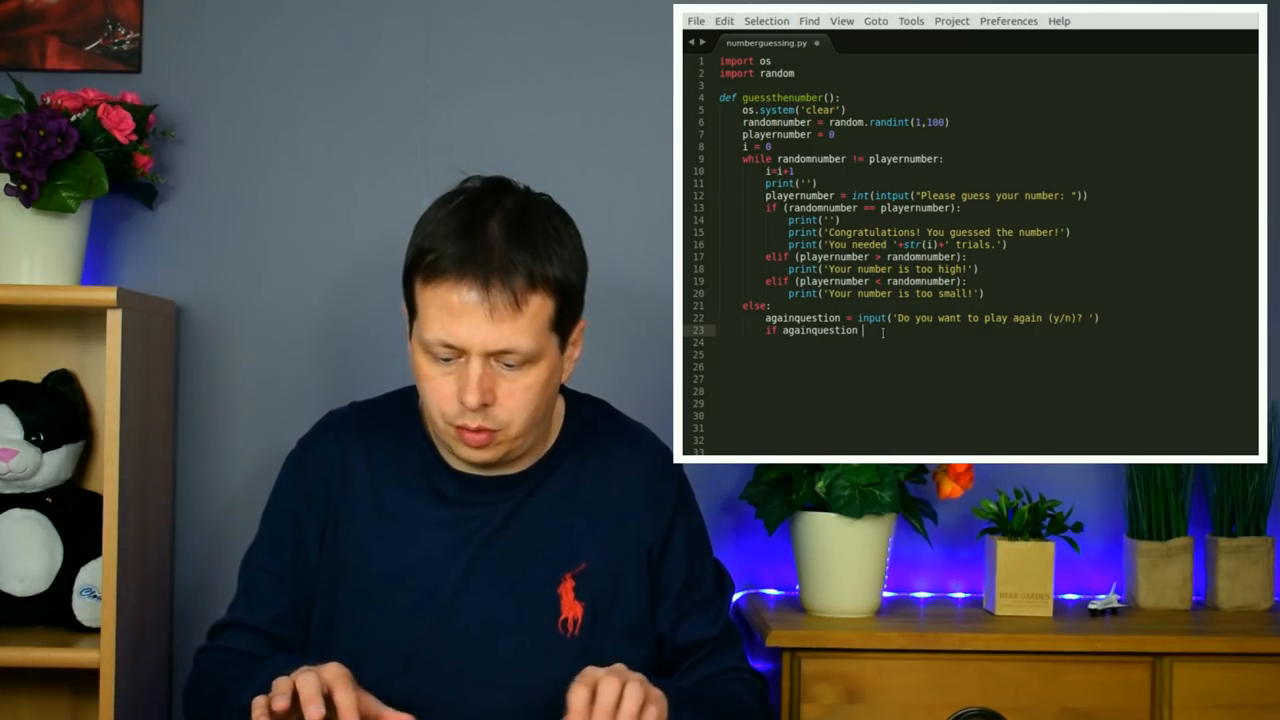 File Edit Selection Find View Goto Tools Project Preferences Help
numberguessing.py
1 import os
2 import random
3
4 def guessthenumber():
5 os.system('clear')
6 randomnumber = random.randint(1,100)
7 playernumber = 0
8 i = 0
9 while randomnumber != playernumber:
10 i=i+1
11 print('')
12 playernumber = int(intput("Please guess your number: "))
13 if (randomnumber == playernumber):
14 print('')
15 print('Congratulations! You guessed the number!')
16 print('You needed '+str(i)+' trials.')
17 elif (playernumber > randomnumber):
18 print('Your number is too high!')
19 elif (playernumber < randomnumber):
20 print('Your number is too small!')
21 else:
22 againquestion = input('Do you want to play again (y/n)? ')
23 if againquestion
24
25
26
27
28
29
30
31
32
33
HERB GARDEN